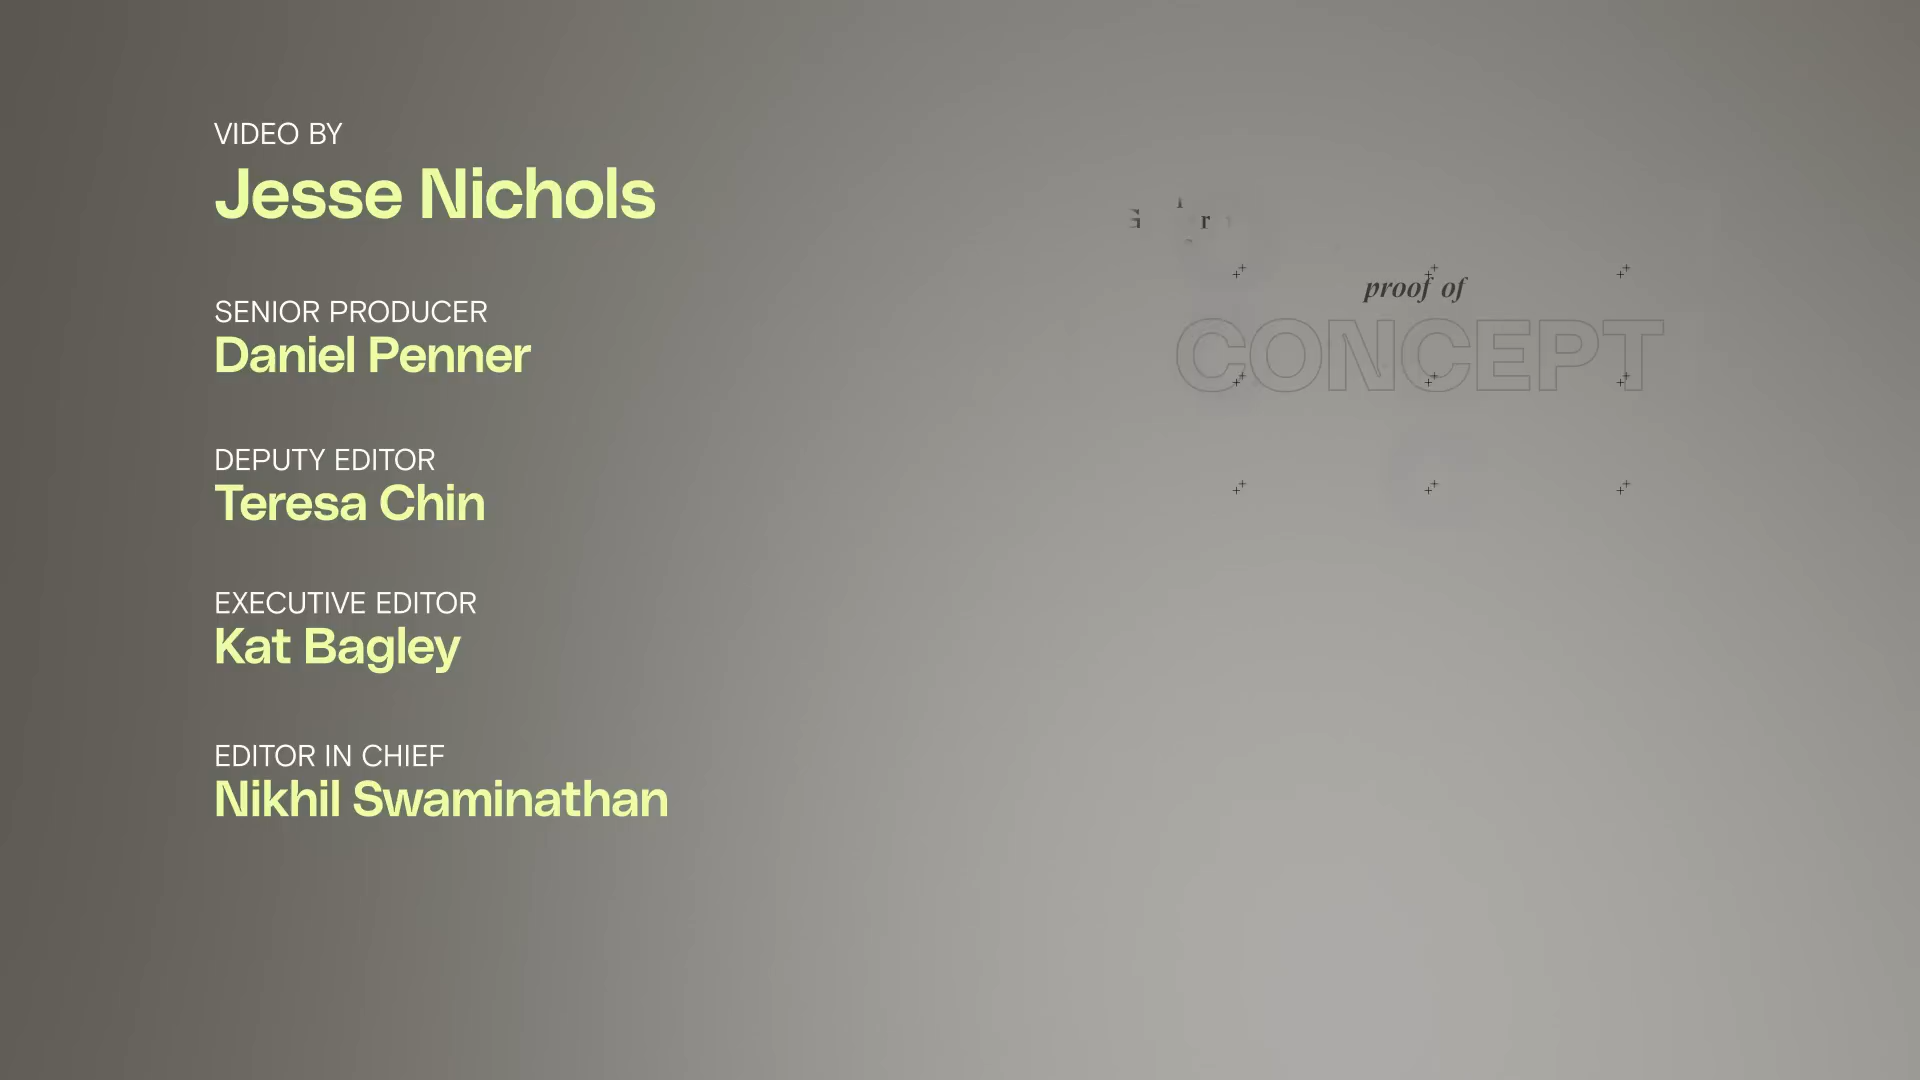 VIDEO BY
Jesse Nichols
SENIOR PRODUCER
Daniel Penner
DEPUTY EDITOR
Teresa Chin
EXECUTIVE EDITOR
Kat Bagley
EDITOR IN CHIEF
Nikhil Swaminathan
proof of
CONCEPT